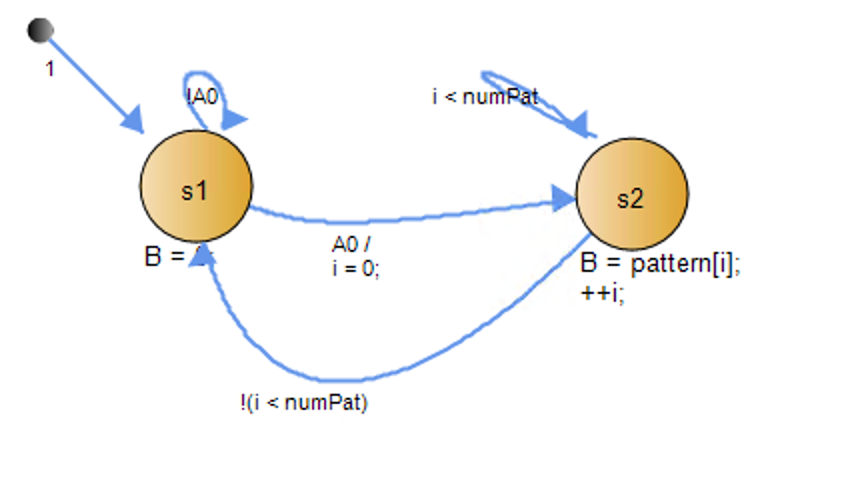 1
!A0
i < numPat
s1
s2
B =
A0 /
i = 0;
B = pattern[i];
++i;
!(i < numPat)